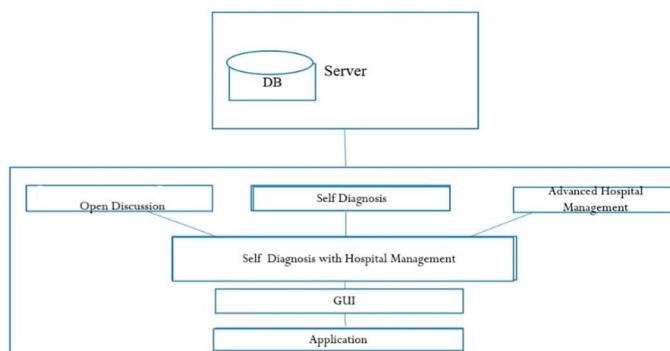 DB
Server
Open Discussion
Self Diagnosis
Advanced Hospital
Management
Self Diagnosis with Hospital Management
GUI
Application